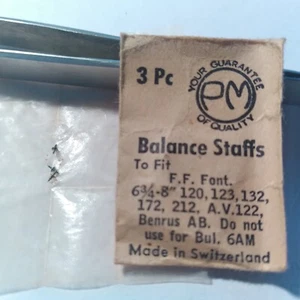 3 Pc
YOUR GUARANTEE
PM
OF QUALITY
Balance Staffs
To Fit
F.F. Font.
6¾-8" 120, 123, 132,
172, 212, A.V. 122,
Benrus AB. Do not
use for Bul. 6AM
Made in Switzerland